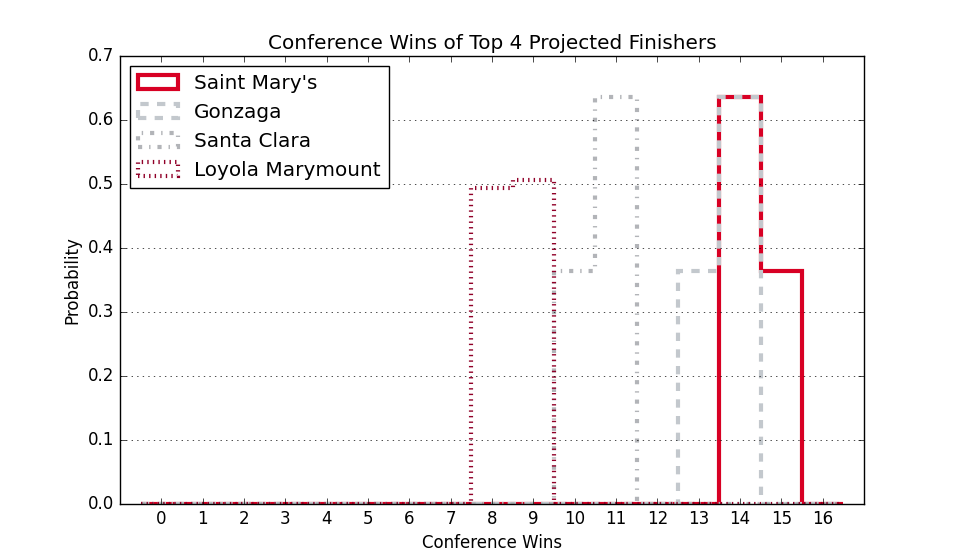 Conference Wins of Top 4 Projected Finishers
Saint Mary's
Gonzaga
Santa Clara
Loyola Marymount
Probability
0.7
0.6
0.5
0.4
0.3
0.2
0.1
0.0
0 1 2 3 4 5 6 7 8 9 10 11 12 13 14 15 16
Conference Wins